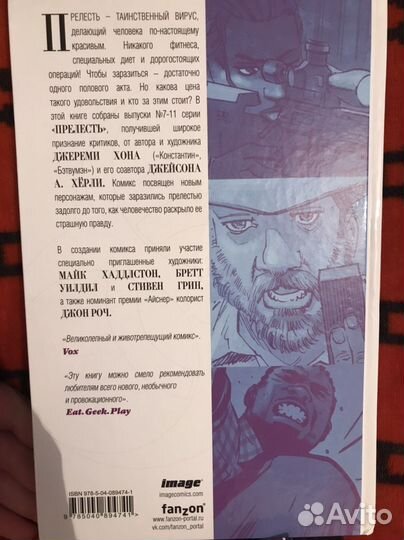 ПРЕЛЕСТЬ – ТАИНСТВЕННЫЙ ВИРУС,
делающий человека по-настоящему
красивым. Никакого фитнеса,
специальных диет и дорогостоящих
операций! Чтобы заразиться – достаточно
одного полового акта. Но какова цена
такого удовольствия и кто за этим стоит? В
этой книге собраны выпуски №7-11 серии
«ПРЕЛЕСТЬ», получившей широкое
признание критиков, от автора и художника
ДЖЕРЕМИ ХОНА («Константин»,
«Бэтвумэн») и его соавтора ДЖЕЙСОНА
А. ХЁРЛИ. Комикс посвящен новым
персонажам, которые заразились прелестью
задолго до того, как человечество раскрыло ее
страшную правду.
В создании комикса приняли участие
специально приглашенные художники:
МАЙК ХАДДЛСТОН, БРЕТТ
УИЛДИЛ и СТИВЕН ГРИН,
а также номинант премии «Айснер» колорист
ДЖОН РОЧ.
«Великолепный и животрепещущий комикс».
Vox
«Эту книгу можно смело рекомендовать
любителям всего нового, необычного
и провокационного».
Eat.Geek.Play
ISBN 978-5-04-089474-1
9 785040 894741 >
image
imagecomics.com
fanzon
www.fanzon-portal.ru
vk.com/fanzon_portal
Avito